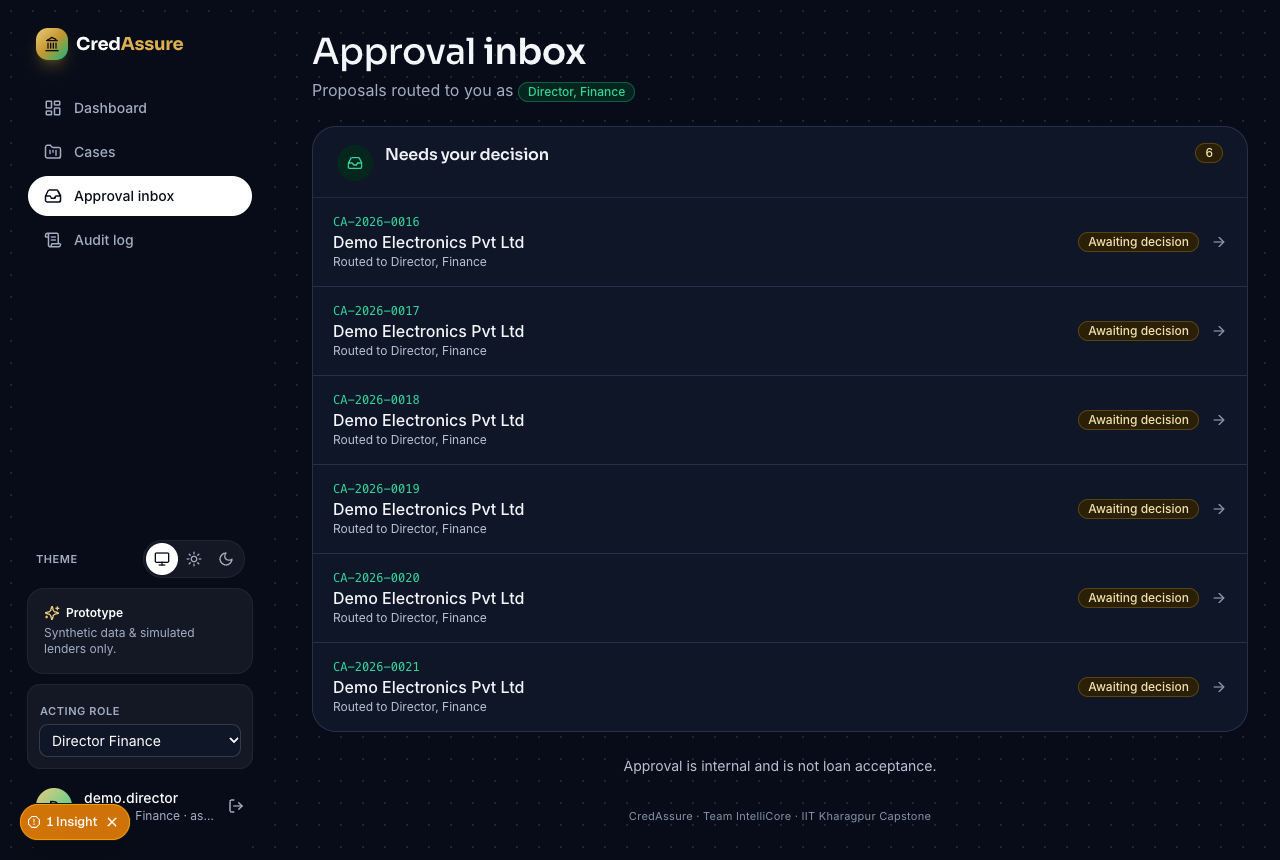 CredAssure
Dashboard
Cases
Approval inbox
Audit log
THEME
Prototype
Synthetic data & simulated
lenders only.
ACTING ROLE
Director Finance
demo.director
Finance · as...
1 Insight
Approval inbox
Proposals routed to you as Director, Finance
Needs your decision
6
CA-2026-0016
Demo Electronics Pvt Ltd
Routed to Director, Finance
Awaiting decision
CA-2026-0017
Demo Electronics Pvt Ltd
Routed to Director, Finance
Awaiting decision
CA-2026-0018
Demo Electronics Pvt Ltd
Routed to Director, Finance
Awaiting decision
CA-2026-0019
Demo Electronics Pvt Ltd
Routed to Director, Finance
Awaiting decision
CA-2026-0020
Demo Electronics Pvt Ltd
Routed to Director, Finance
Awaiting decision
CA-2026-0021
Demo Electronics Pvt Ltd
Routed to Director, Finance
Awaiting decision
Approval is internal and is not loan acceptance.
CredAssure · Team IntelliCore · IIT Kharagpur Capstone